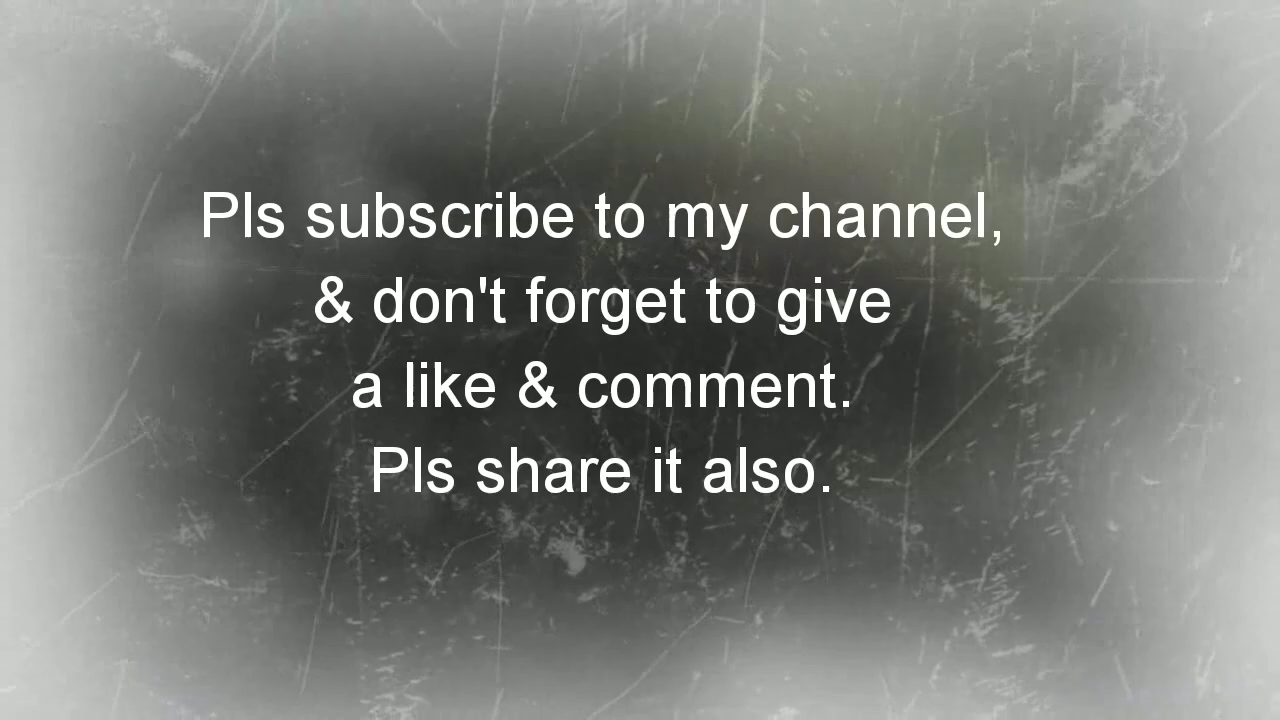 Pls subscribe to my channel,
& don't forget to give
a like & comment.
Pls share it also.